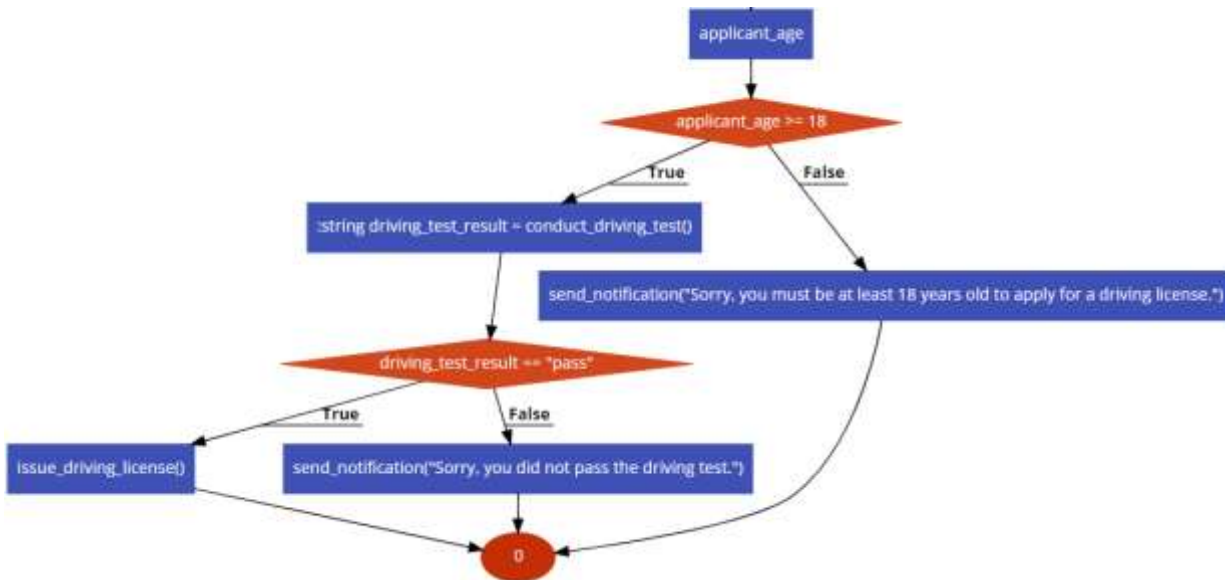 applicant_age
applicant_age >= 18
True
False
:string driving_test_result = conduct_driving_test()
send_notification("Sorry, you must be at least 18 years old to apply for a driving license.")
driving_test_result == "pass"
True
False
issue_driving_license()
send_notification("Sorry, you did not pass the driving test.")
0